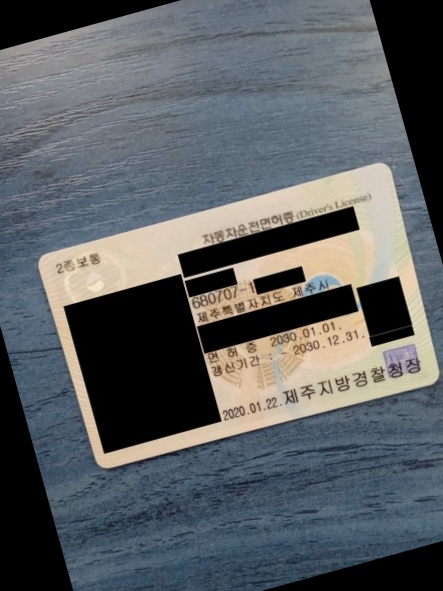 2종보통
자동차운전면허증 (Driver's License)
680707-1
제주특별자치도 제주시
면 허 증 2030.01.01.
갱신기간 2030.12.31.
2020.01.22. 제주지방경찰청장